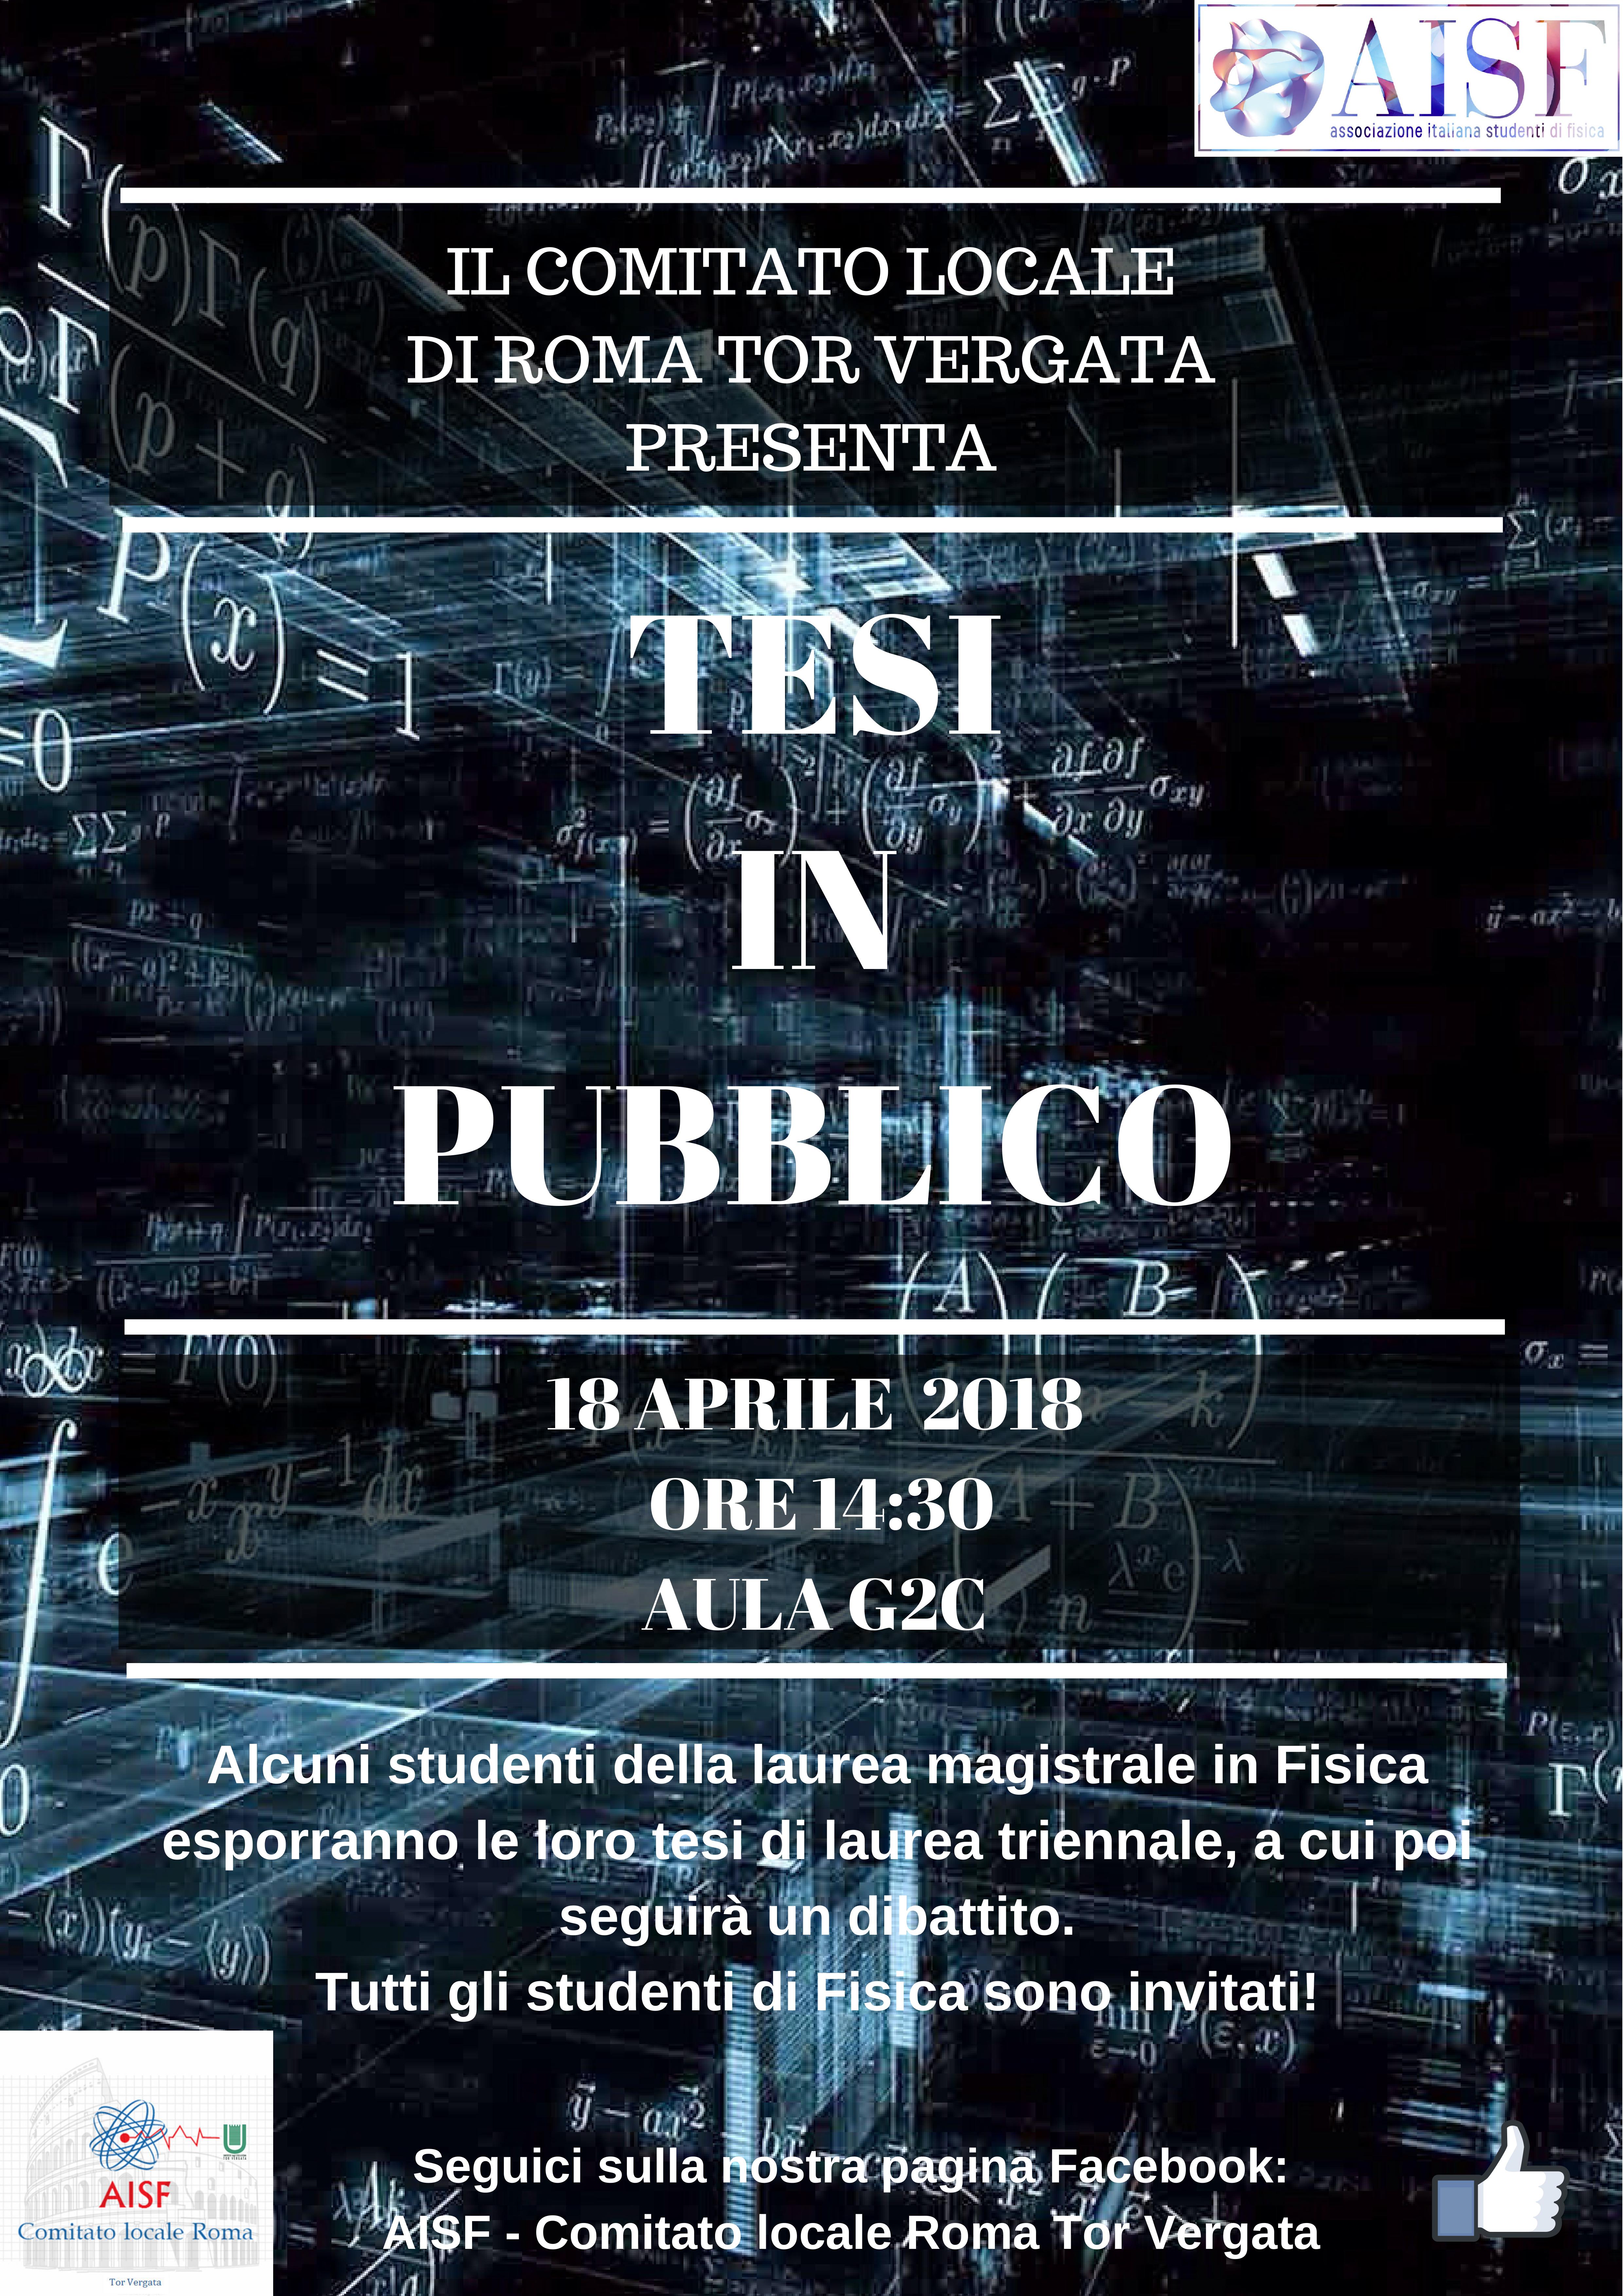 AISF
associazione italiana studenti di fisica
IL COMITATO LOCALE
DI ROMA TOR VERGATA
PRESENTA
TESI
IN
PUBBLICO
18 APRILE 2018
ORE 14:30
AULA G2C
Alcuni studenti della laurea magistrale in Fisica
esporranno le loro tesi di laurea triennale, a cui poi
seguirà un dibattito.
Tutti gli studenti di Fisica sono invitati!
AISF
Comitato locale Roma
Tor Vergata
Seguici sulla nostra pagina Facebook:
AISF - Comitato locale Roma Tor Vergata